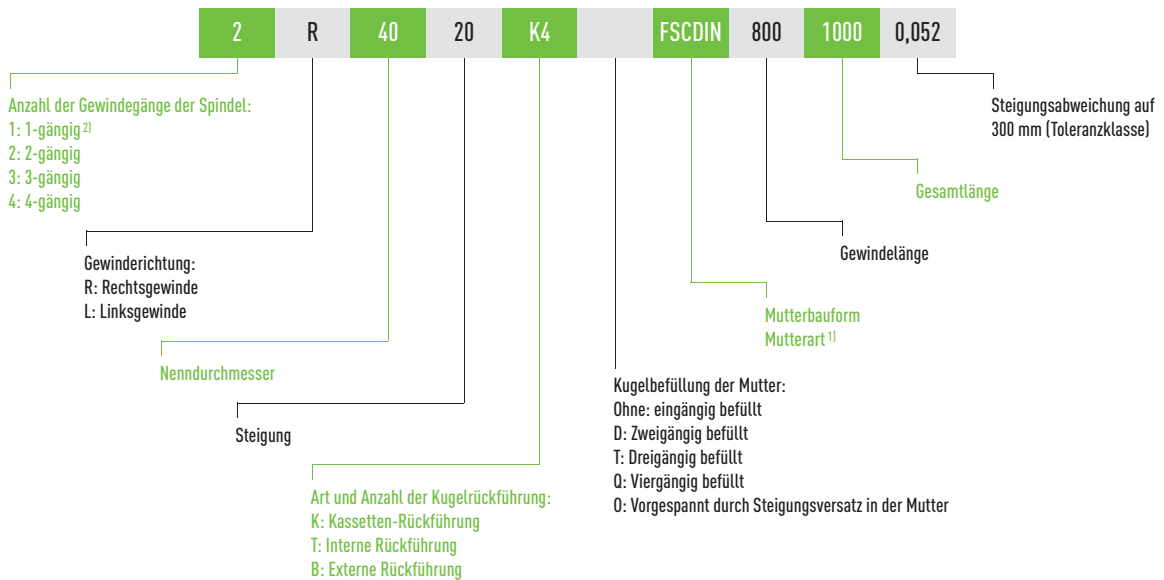 2 R 40 20 K4 FSCDIN 800 1000 0,052
Anzahl der Gewindegänge der Spindel:
1: 1-gängig 2)
2: 2-gängig
3: 3-gängig
4: 4-gängig
Steigungsabweichung auf
300 mm (Toleranzklasse)
Gesamtlänge
Gewinderichtung:
R: Rechtsgewinde
L: Linksgewinde
Gewindelänge
Mutterbauform
Mutterart 1)
Nenndurchmesser
Kugelbefüllung der Mutter:
Ohne: eingängig befüllt
D: Zweigängig befüllt
T: Dreigängig befüllt
Q: Viergängig befüllt
O: Vorgespannt durch Steigungsversatz in der Mutter
Steigung
Art und Anzahl der Kugelrückführung:
K: Kassetten-Rückführung
T: Interne Rückführung
B: Externe Rückführung